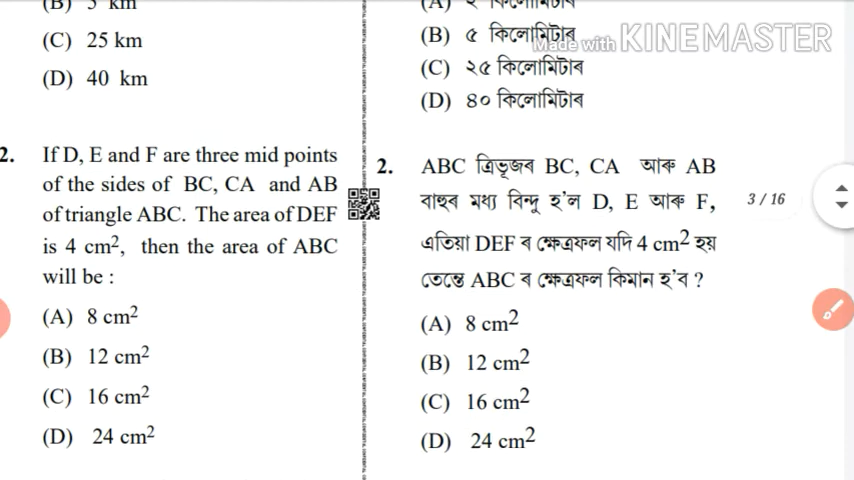 (B) 5 km
(C) 25 km
(D) 40 km
2. If D, E and F are three mid points
of the sides of BC, CA and AB
of triangle ABC. The area of DEF
is 4 cm², then the area of ABC
will be :
(A) 8 cm²
(B) 12 cm²
(C) 16 cm²
(D) 24 cm²
(A) ২ কিলোমিটাৰ
(B) ৫ কিলোমিটাৰ
(C) ২৫ কিলোমিটাৰ
(D) ৪০ কিলোমিটাৰ
2. ABC ত্ৰিভূজৰ BC, CA আৰু AB
বাহুৰ মধ্য বিন্দু হ'ল D, E আৰু F,
এতিয়া DEF ৰ ক্ষেত্ৰফল যদি 4 cm² হয়
তেন্তে ABC ৰ ক্ষেত্ৰফল কিমান হ'ব ?
(A) 8 cm²
(B) 12 cm²
(C) 16 cm²
(D) 24 cm²
Made with KINEMASTER
3 / 16